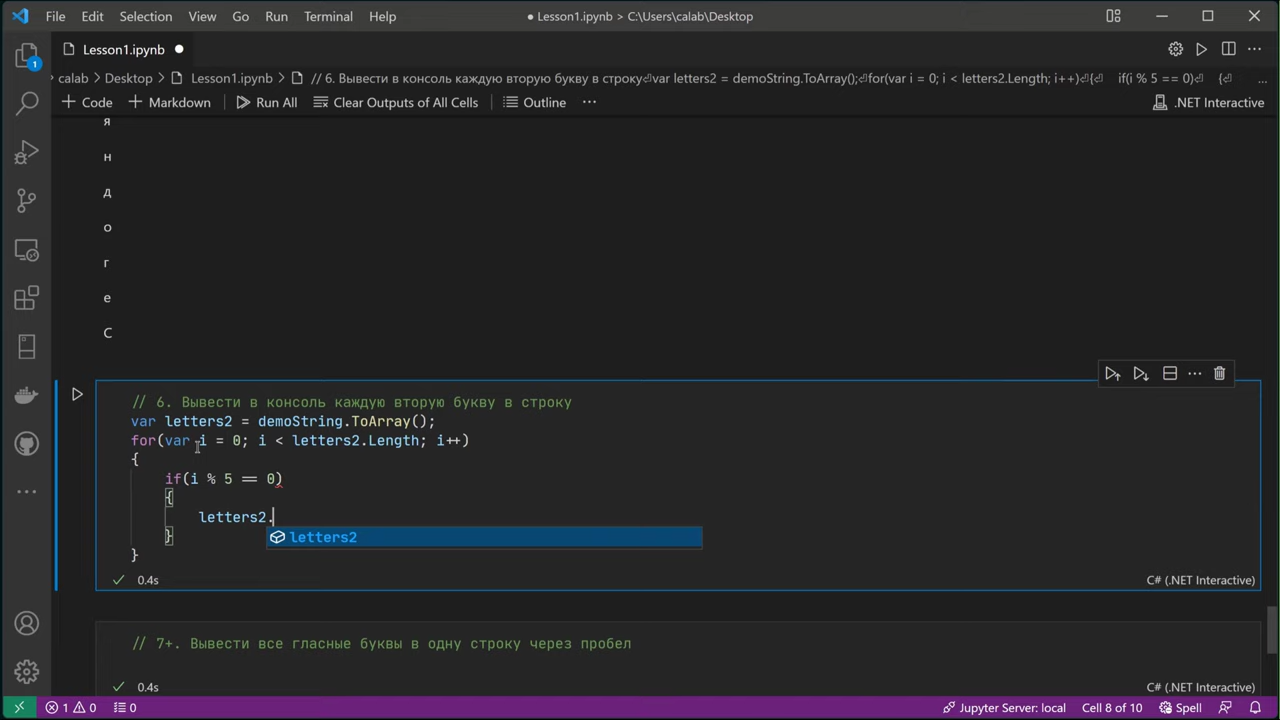 File Edit Selection View Go Run Terminal Help
● Lesson1.ipynb > C:\Users\calab\Desktop
Lesson1.ipynb ●
calab > Desktop > Lesson1.ipynb > // 6. Вывести в консоль каждую вторую букву в строку⏎var letters2 = demoString.ToArray();⏎for(var i = 0; i < letters2.Length; i++)⏎{⏎ if(i % 5 == 0)⏎ {⏎ ...
+ Code + Markdown Run All Clear Outputs of All Cells Outline ... .NET Interactive
1
я
н
д
о
г
е
С
// 6. Вывести в консоль каждую вторую букву в строку
var letters2 = demoString.ToArray();
for(var i = 0; i < letters2.Length; i++)
{
if(i % 5 == 0)
{
letters2.
letters2
}
}
0.4s C# (.NET Interactive)
// 7+. Вывести все гласные буквы в одну строку через пробел
0.4s C# (.NET Interactive)
1 0 0 Jupyter Server: local Cell 8 of 10 Spell